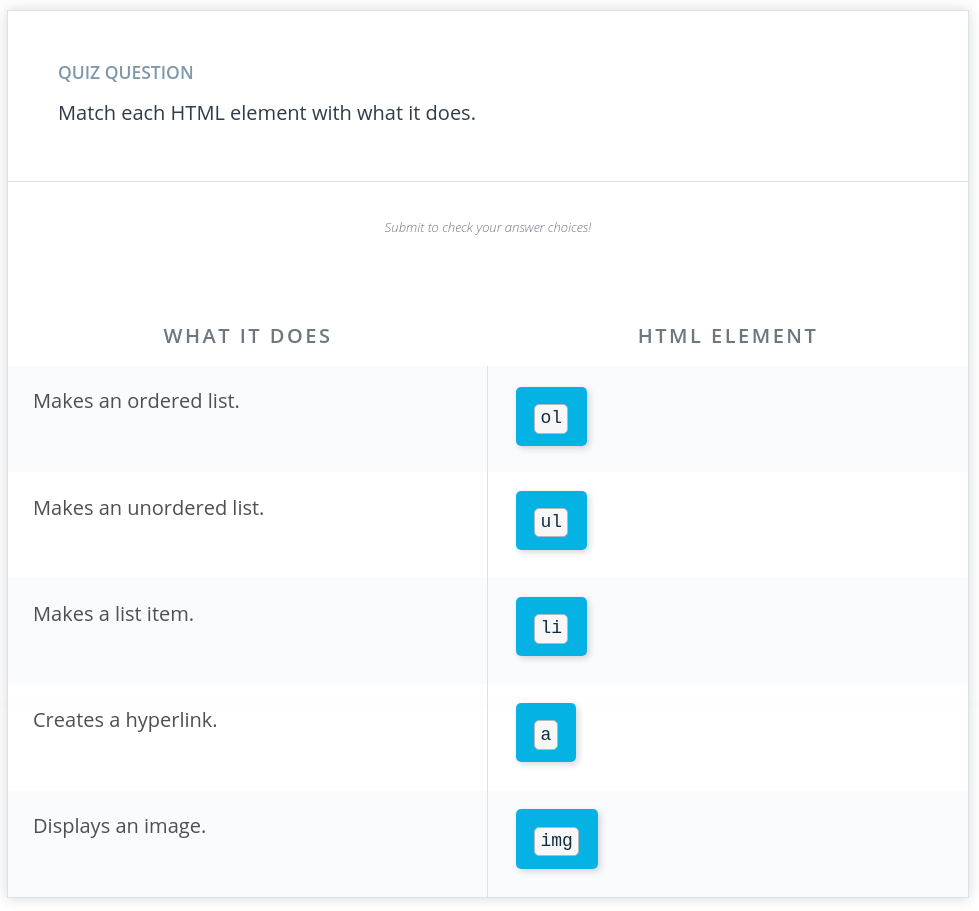 QUIZ QUESTION
Match each HTML element with what it does.
Submit to check your answer choices!
WHAT IT DOES HTML ELEMENT
Makes an ordered list. ol
Makes an unordered list. ul
Makes a list item. li
Creates a hyperlink. a
Displays an image. img